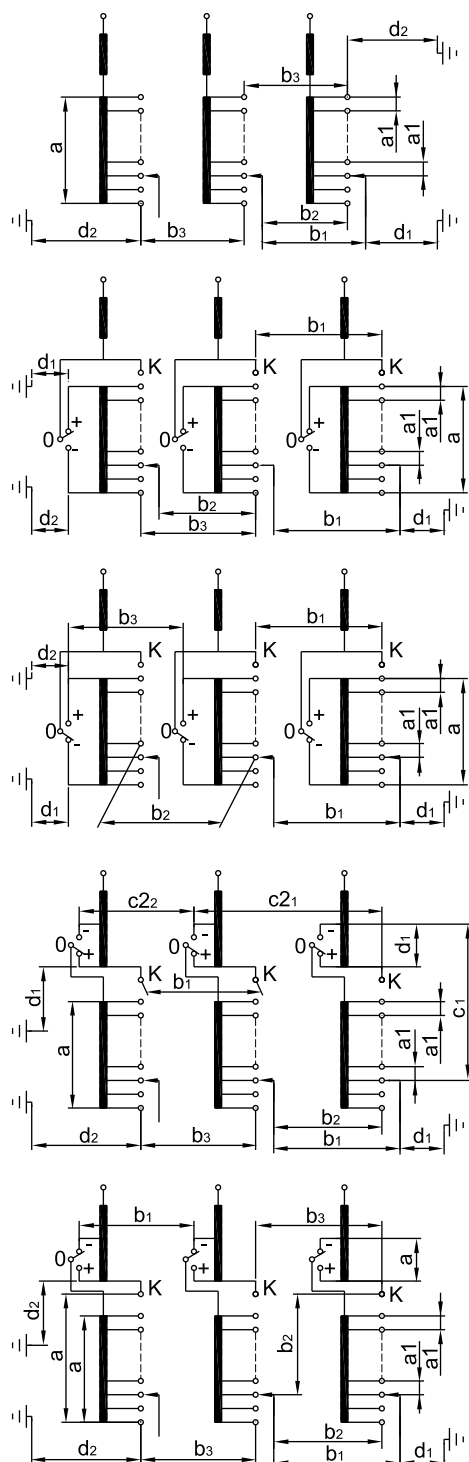 d2
b3
a
a1 a1
b2
d2 b3 b1 d1
b1
d1 K K K
+ + + a1 a1 a
0 0 0
- - -
b2
d2 b3 b1 d1
b3 b1
d2 K K K
+ + + a1 a1 a
0 0 0
- - -
d1 b2 b1 d1
c22 c21
- - -
0 0 0 d1
+ + +
K K K
d1 b1 c1
a a1 a1
b2
d2 b3 b1 d1
b1 b3
- - -
0 a
+ + +
K K K
d2
a a b2 a1 a1
b2
d2 b3 b1 d1